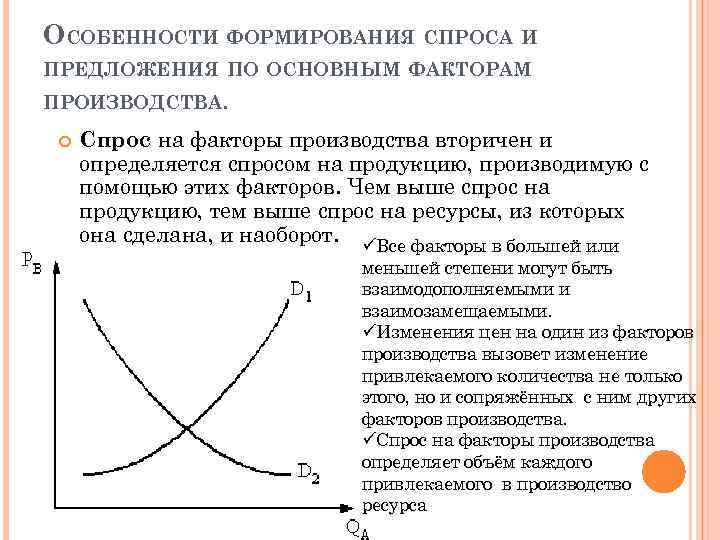 ОСОБЕННОСТИ ФОРМИРОВАНИЯ СПРОСА И
ПРЕДЛОЖЕНИЯ ПО ОСНОВНЫМ ФАКТОРАМ
ПРОИЗВОДСТВА.
Спрос на факторы производства вторичен и
определяется спросом на продукцию, производимую с
помощью этих факторов. Чем выше спрос на
продукцию, тем выше спрос на ресурсы, из которых
она сделана, и наоборот.
✓Все факторы в большей или
меньшей степени могут быть
взаимодополняемыми и
взаимозамещаемыми.
✓Изменения цен на один из факторов
производства вызовет изменение
привлекаемого количества не только
этого, но и сопряжённых с ним других
факторов производства.
✓Спрос на факторы производства
определяет объём каждого
привлекаемого в производство
ресурса
PB
D1
D2
QA